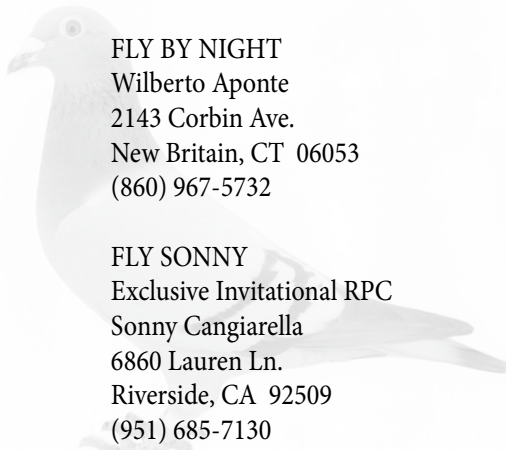 FLY BY NIGHT
Wilberto Aponte
2143 Corbin Ave.
New Britain, CT  06053
(860) 967-5732

FLY SONNY
Exclusive Invitational RPC
Sonny Cangiarella
6860 Lauren Ln.
Riverside, CA  92509
(951) 685-7130